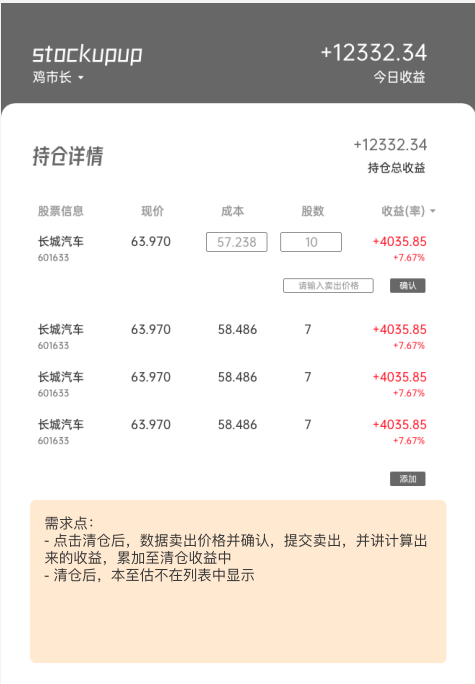 stockupup +12332.34
鸡市长 今日收益
+12332.34
持仓详情 持仓总收益
股票信息 现价 成本 股数 收益(率)
长城汽车 63.970 57.238 10 +4035.85
601633 +7.67%
请输入卖出价格 确认
长城汽车 63.970 58.486 7 +4035.85
601633 +7.67%
长城汽车 63.970 58.486 7 +4035.85
601633 +7.67%
长城汽车 63.970 58.486 7 +4035.85
601633 +7.67%
添加
需求点：
- 点击清仓后，数据卖出价格并确认，提交卖出，并讲计算出
来的收益，累加至清仓收益中
- 清仓后，本至估不在列表中显示